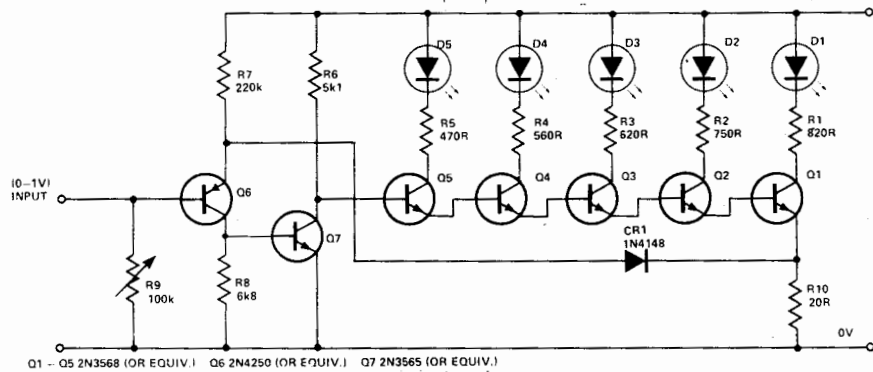 D5
D4
D3
D2
D1
R7
220k
R6
5k1
R5
470R
R4
560R
R3
620R
R2
750R
R1
820R
(0-1V)
INPUT
Q6
Q5
Q4
Q3
Q2
Q1
Q7
CR1
1N4148
R9
100k
R8
6k8
R10
20R
0V
Q1 - Q5 2N3568 (OR EQUIV.) Q6 2N4250 (OR EQUIV.) Q7 2N3565 (OR EQUIV.)